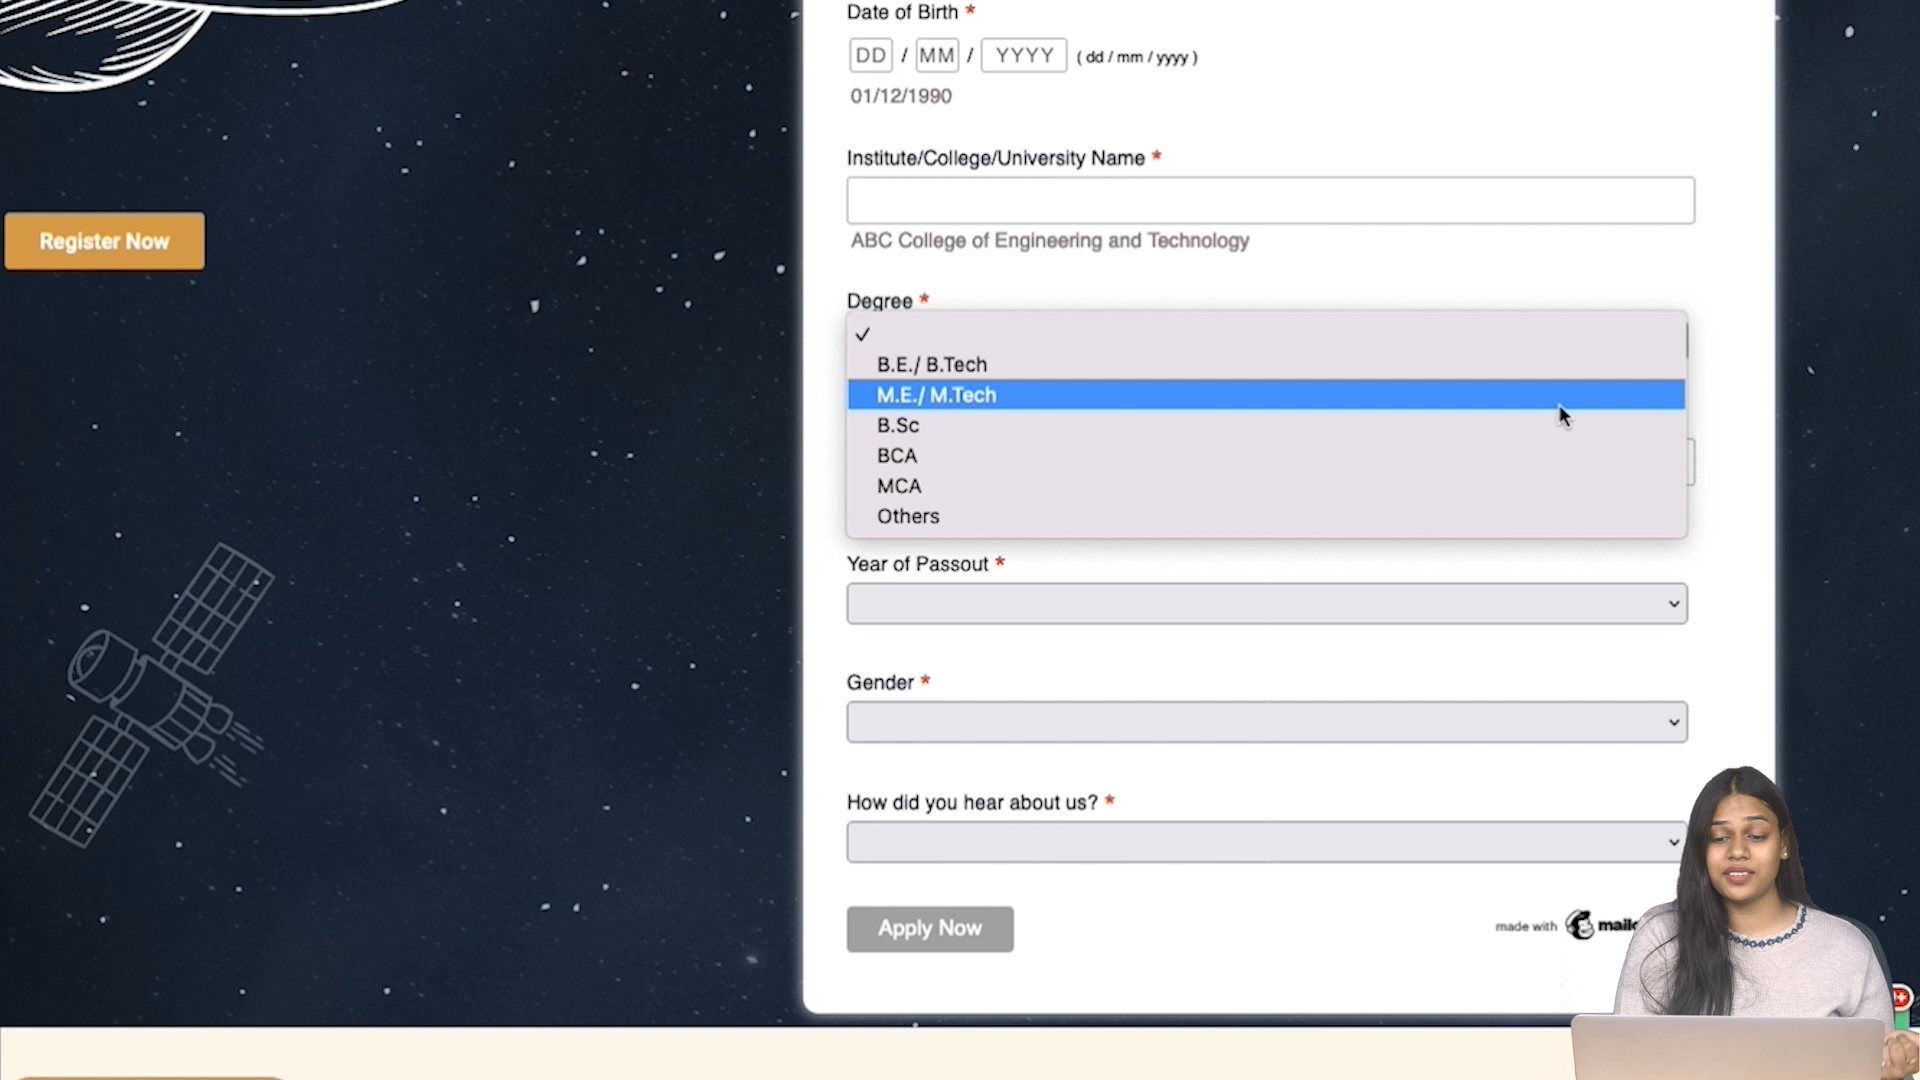 Date of Birth *
DD / MM / YYYY ( dd / mm / yyyy )
01/12/1990
Institute/College/University Name *
Register Now
ABC College of Engineering and Technology
Degree *
B.E./ B.Tech
M.E./ M.Tech
B.Sc
BCA
MCA
Others
Year of Passout *
Gender *
How did you hear about us? *
Apply Now
made with